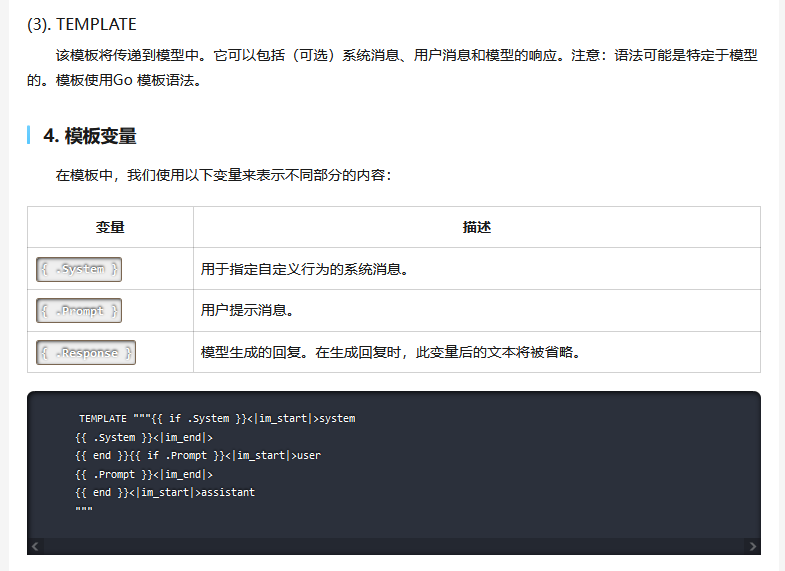 (3). TEMPLATE
该模板将传递到模型中。它可以包括（可选）系统消息、用户消息和模型的响应。注意：语法可能是特定于模型
的。模板使用Go 模板语法。
4. 模板变量
在模板中，我们使用以下变量来表示不同部分的内容：
变量 描述
{ .System } 用于指定自定义行为的系统消息。
{ .Prompt } 用户提示消息。
{ .Response } 模型生成的回复。在生成回复时，此变量后的文本将被省略。
TEMPLATE """{{ if .System }}<|im_start|>system
{{ .System }}<|im_end|>
{{ end }}{{ if .Prompt }}<|im_start|>user
{{ .Prompt }}<|im_end|>
{{ end }}<|im_start|>assistant
"""